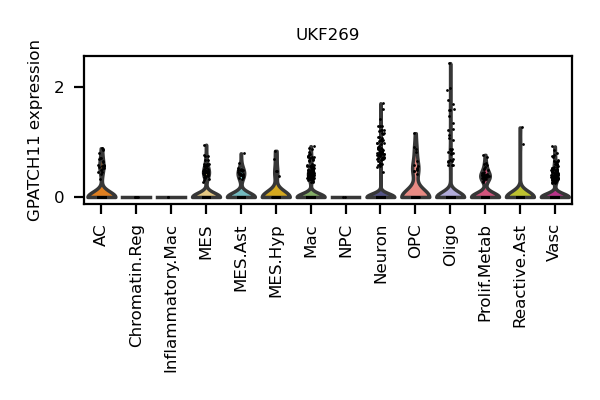 UKF269
GPATCH11 expression
2
0
AC
Chromatin.Reg
Inflammatory.Mac
MES
MES.Ast
MES.Hyp
Mac
NPC
Neuron
OPC
Oligo
Prolif.Metab
Reactive.Ast
Vasc